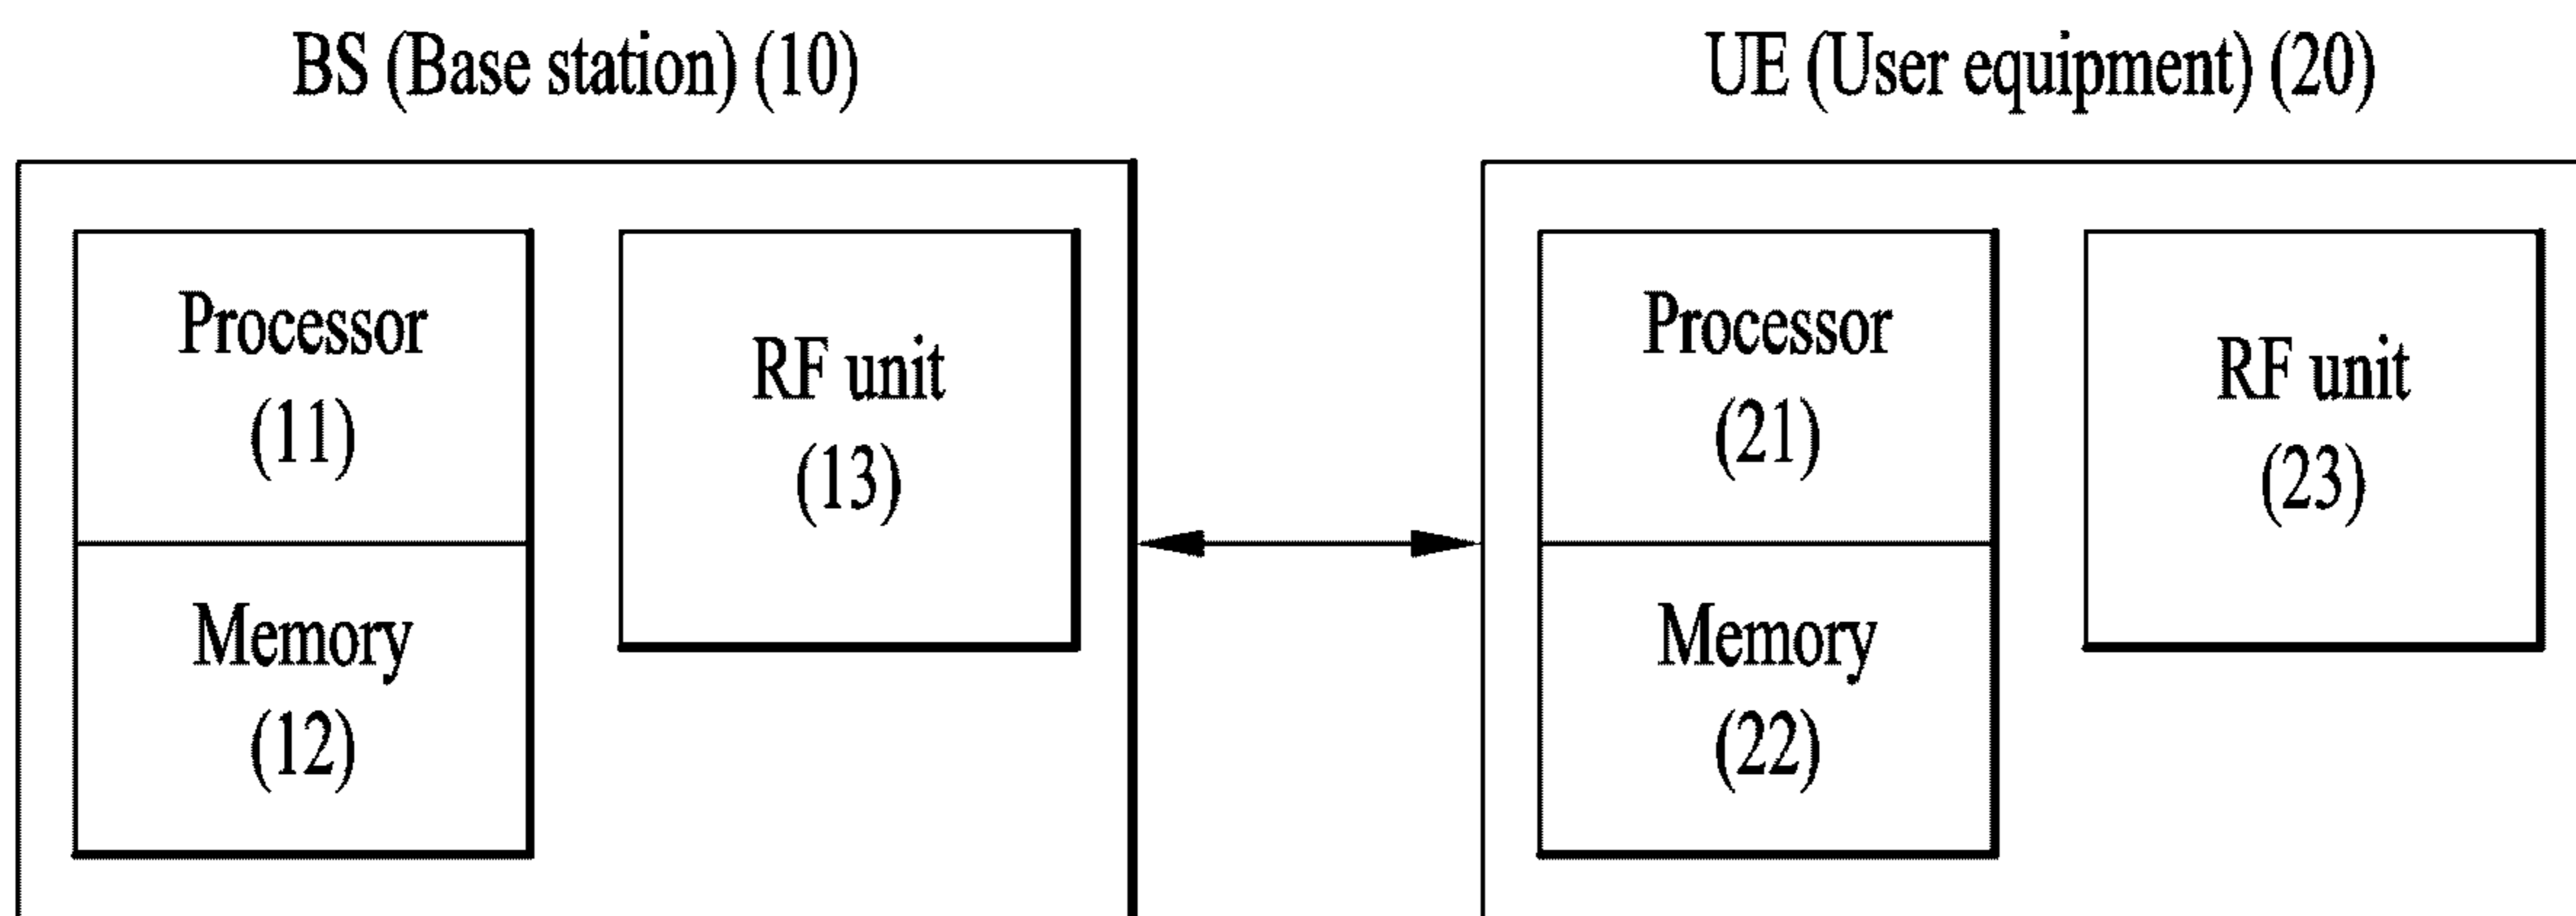 BS (Base station) (10)
Processor
(11)
Memory
(12)
RF unit
(13)
UE (User equipment) (20)
Processor
(21)
Memory
(22)
RF unit
(23)